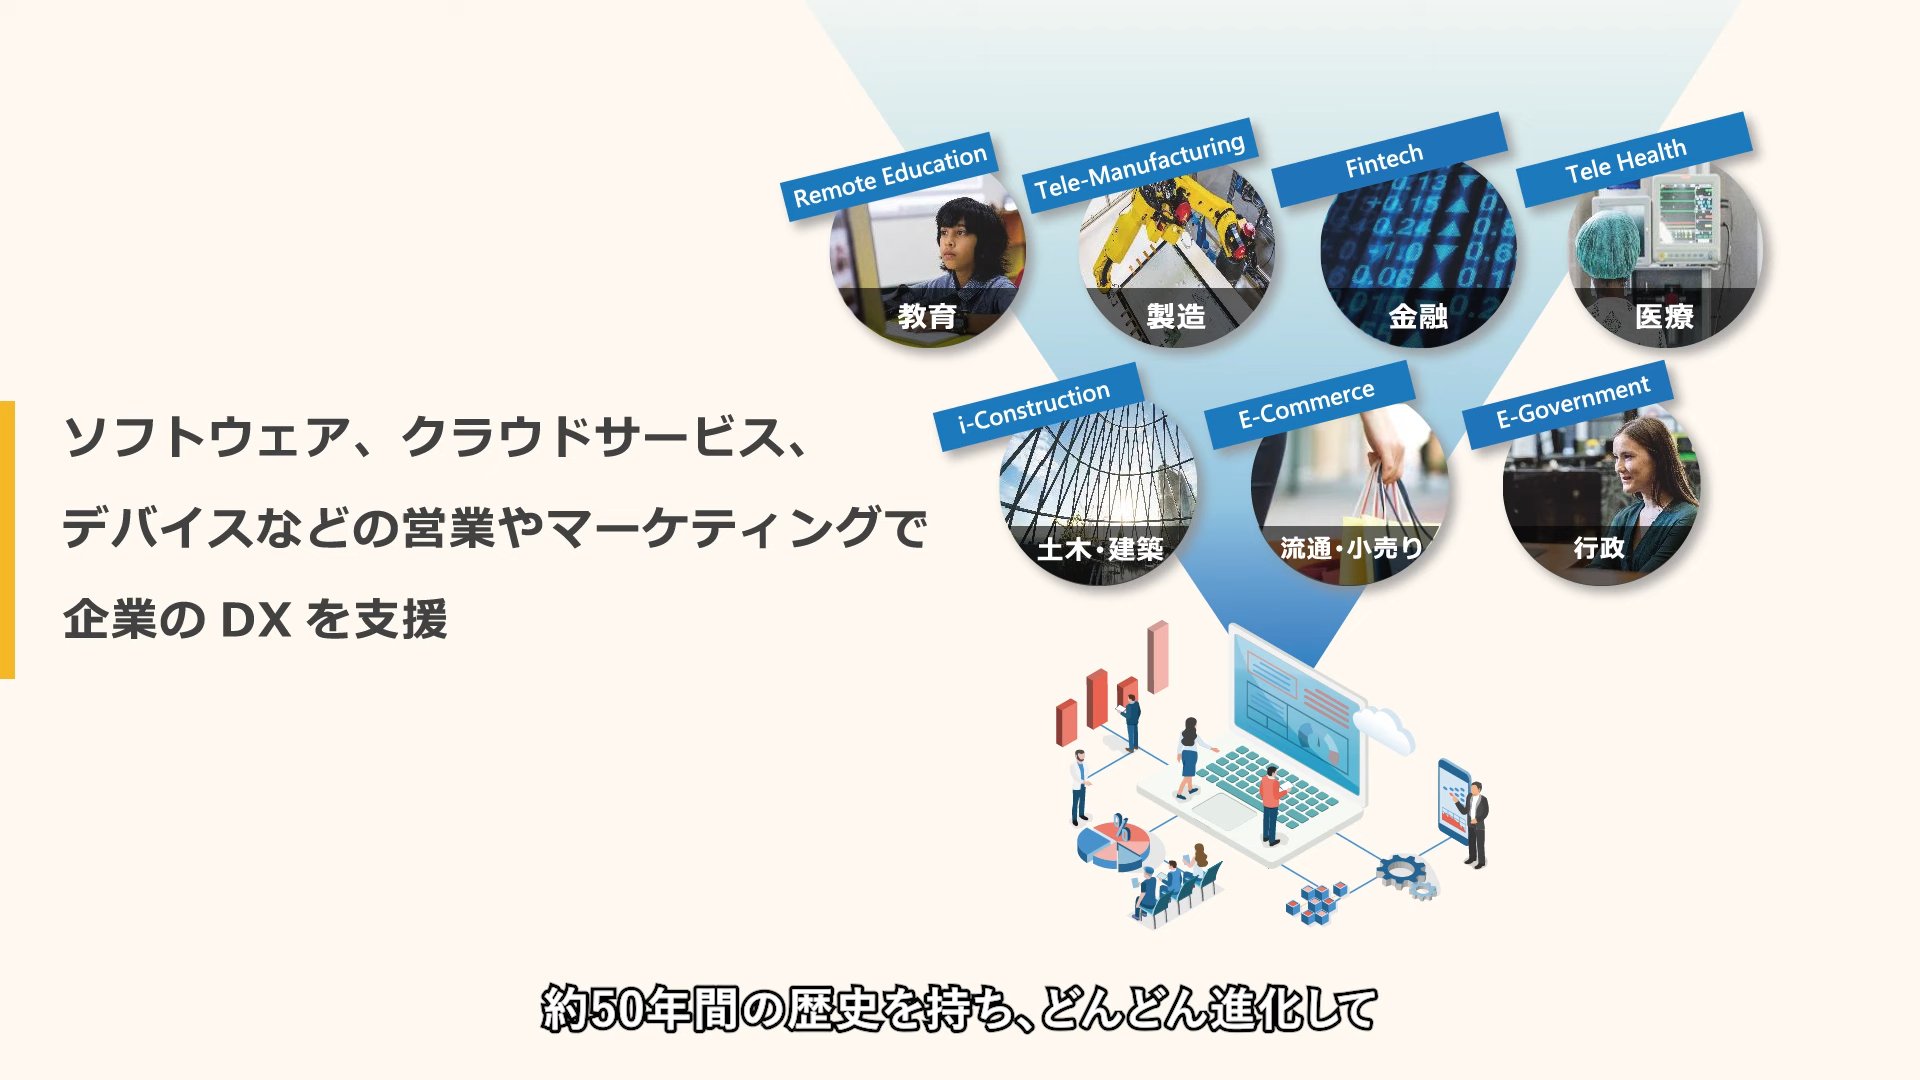 Remote Education
Tele-Manufacturing
Fintech
Tele Health
教育
製造
金融
医療
i-Construction
E-Commerce
E-Government
土木・建築
流通・小売り
行政
ソフトウェア、クラウドサービス、
デバイスなどの営業やマーケティングで
企業の DX を支援
%
約50年間の歴史を持ち、どんどん進化して